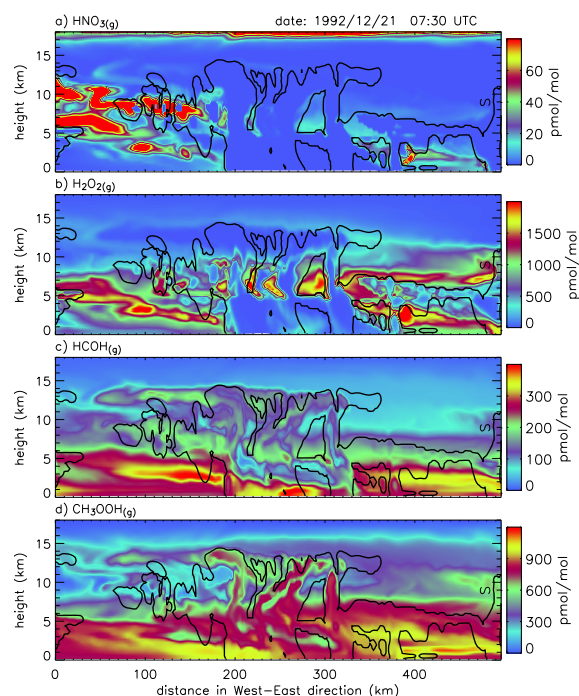 a) HNO3(g) date: 1992/12/21 07:30 UTC
height (km)
15
10
5
0
60
40
20
0
pmol/mol
5
b) H2O2(g)
height (km)
15
10
5
0
1500
1000
500
0
pmol/mol
c) HCOH(g)
height (km)
15
10
5
0
300
200
100
0
pmol/mol
d) CH3OOH(g)
height (km)
15
10
5
0
900
600
300
0
pmol/mol
5
0 100 200 300 400
distance in West-East direction (km)